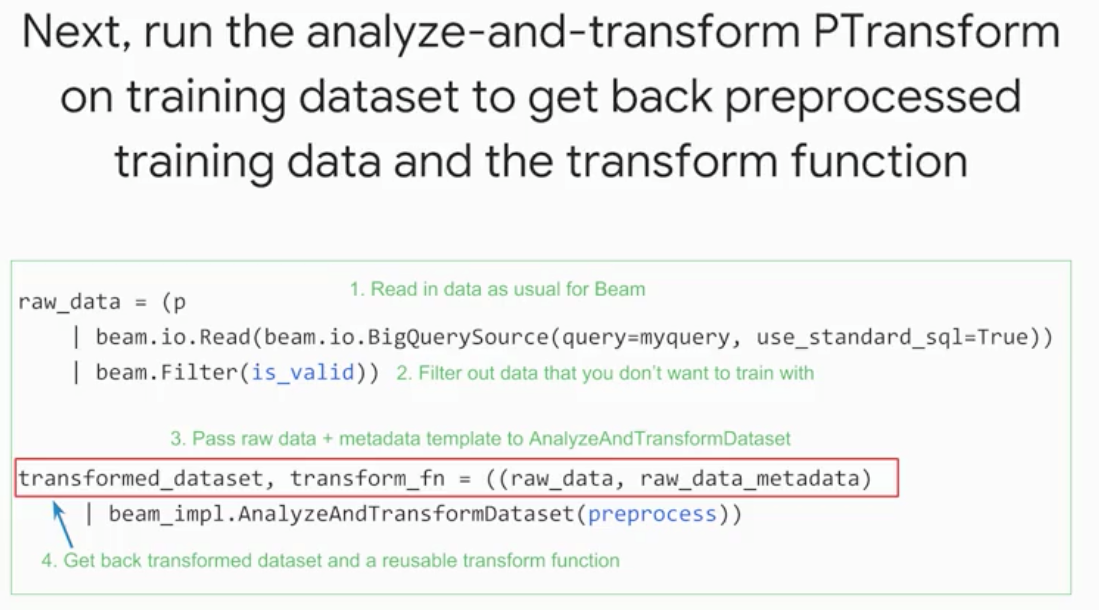 Next, run the analyze-and-transform PTransform
on training dataset to get back preprocessed
training data and the transform function
1. Read in data as usual for Beam
raw_data = (p
| beam.io.Read(beam.io.BigQuerySource(query=myquery, use_standard_sql=True))
| beam.Filter(is_valid)) 2. Filter out data that you don't want to train with
3. Pass raw data + metadata template to AnalyzeAndTransformDataset
transformed_dataset, transform_fn = ((raw_data, raw_data_metadata)
| beam_impl.AnalyzeAndTransformDataset(preprocess))
4. Get back transformed dataset and a reusable transform function